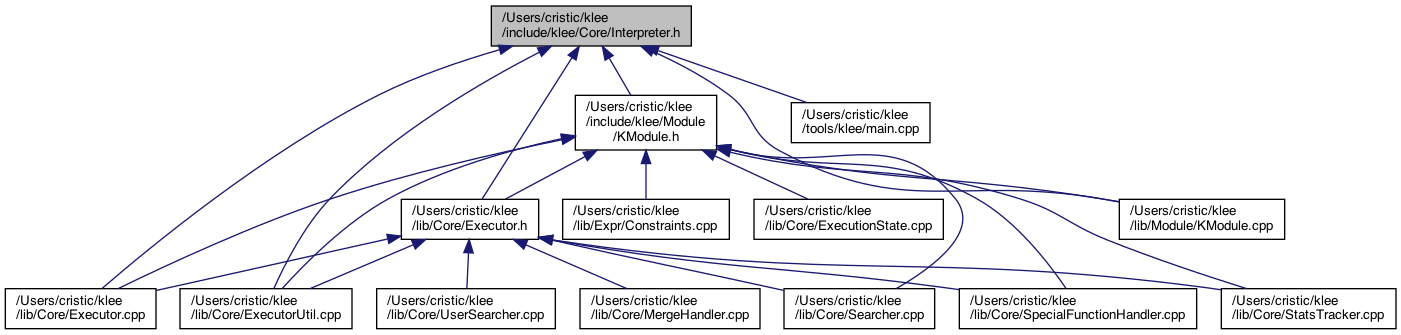 /Users/cristic/klee
/include/klee/Core/Interpreter.h
/Users/cristic/klee
/include/klee/Module
/KModule.h
/Users/cristic/klee
/tools/klee/main.cpp
/Users/cristic/klee
/lib/Core/Executor.h
/Users/cristic/klee
/lib/Expr/Constraints.cpp
/Users/cristic/klee
/lib/Core/ExecutionState.cpp
/Users/cristic/klee
/lib/Module/KModule.cpp
/Users/cristic/klee
/lib/Core/Executor.cpp
/Users/cristic/klee
/lib/Core/ExecutorUtil.cpp
/Users/cristic/klee
/lib/Core/UserSearcher.cpp
/Users/cristic/klee
/lib/Core/MergeHandler.cpp
/Users/cristic/klee
/lib/Core/Searcher.cpp
/Users/cristic/klee
/lib/Core/SpecialFunctionHandler.cpp
/Users/cristic/klee
/lib/Core/StatsTracker.cpp